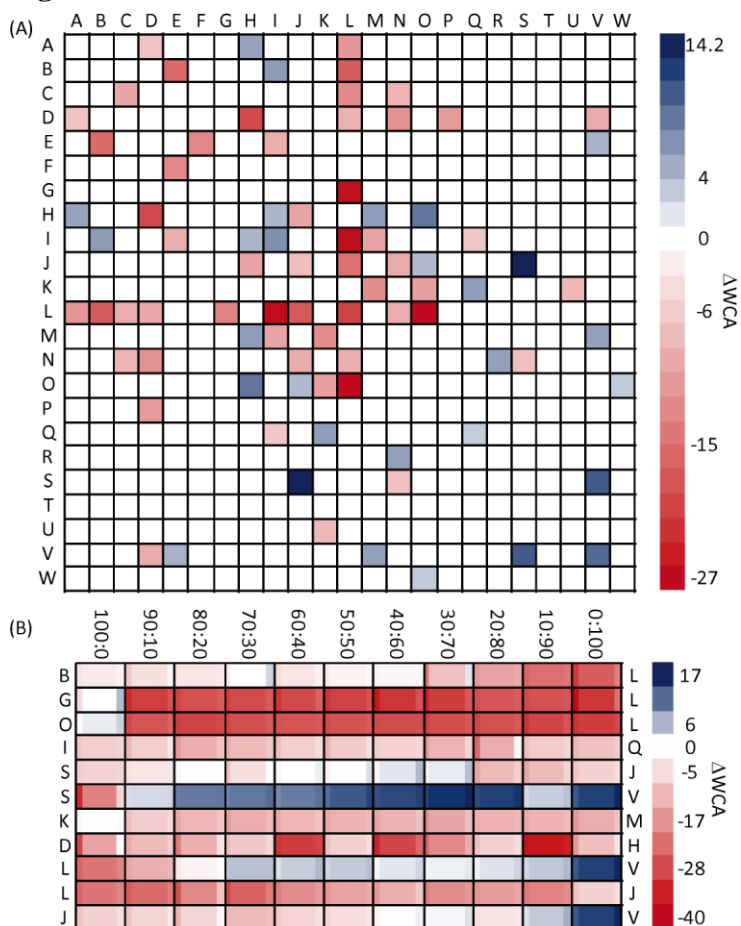 (A)
A B C D E F G H I J K L M N O P Q R S T U V W
A
B
C
D
E
F
G
H
I
J
K
L
M
N
O
P
Q
R
S
T
U
V
W
14.2
4
0
-6
-15
-27
ΔWCA
(B)
100:0 90:10 80:20 70:30 60:40 50:50 40:60 30:70 20:80 10:90 0:100
B L
G L
O L
I Q
S J
S V
K M
D H
L V
L J
J V
17
6
0
-5
-17
-28
-40
ΔWCA